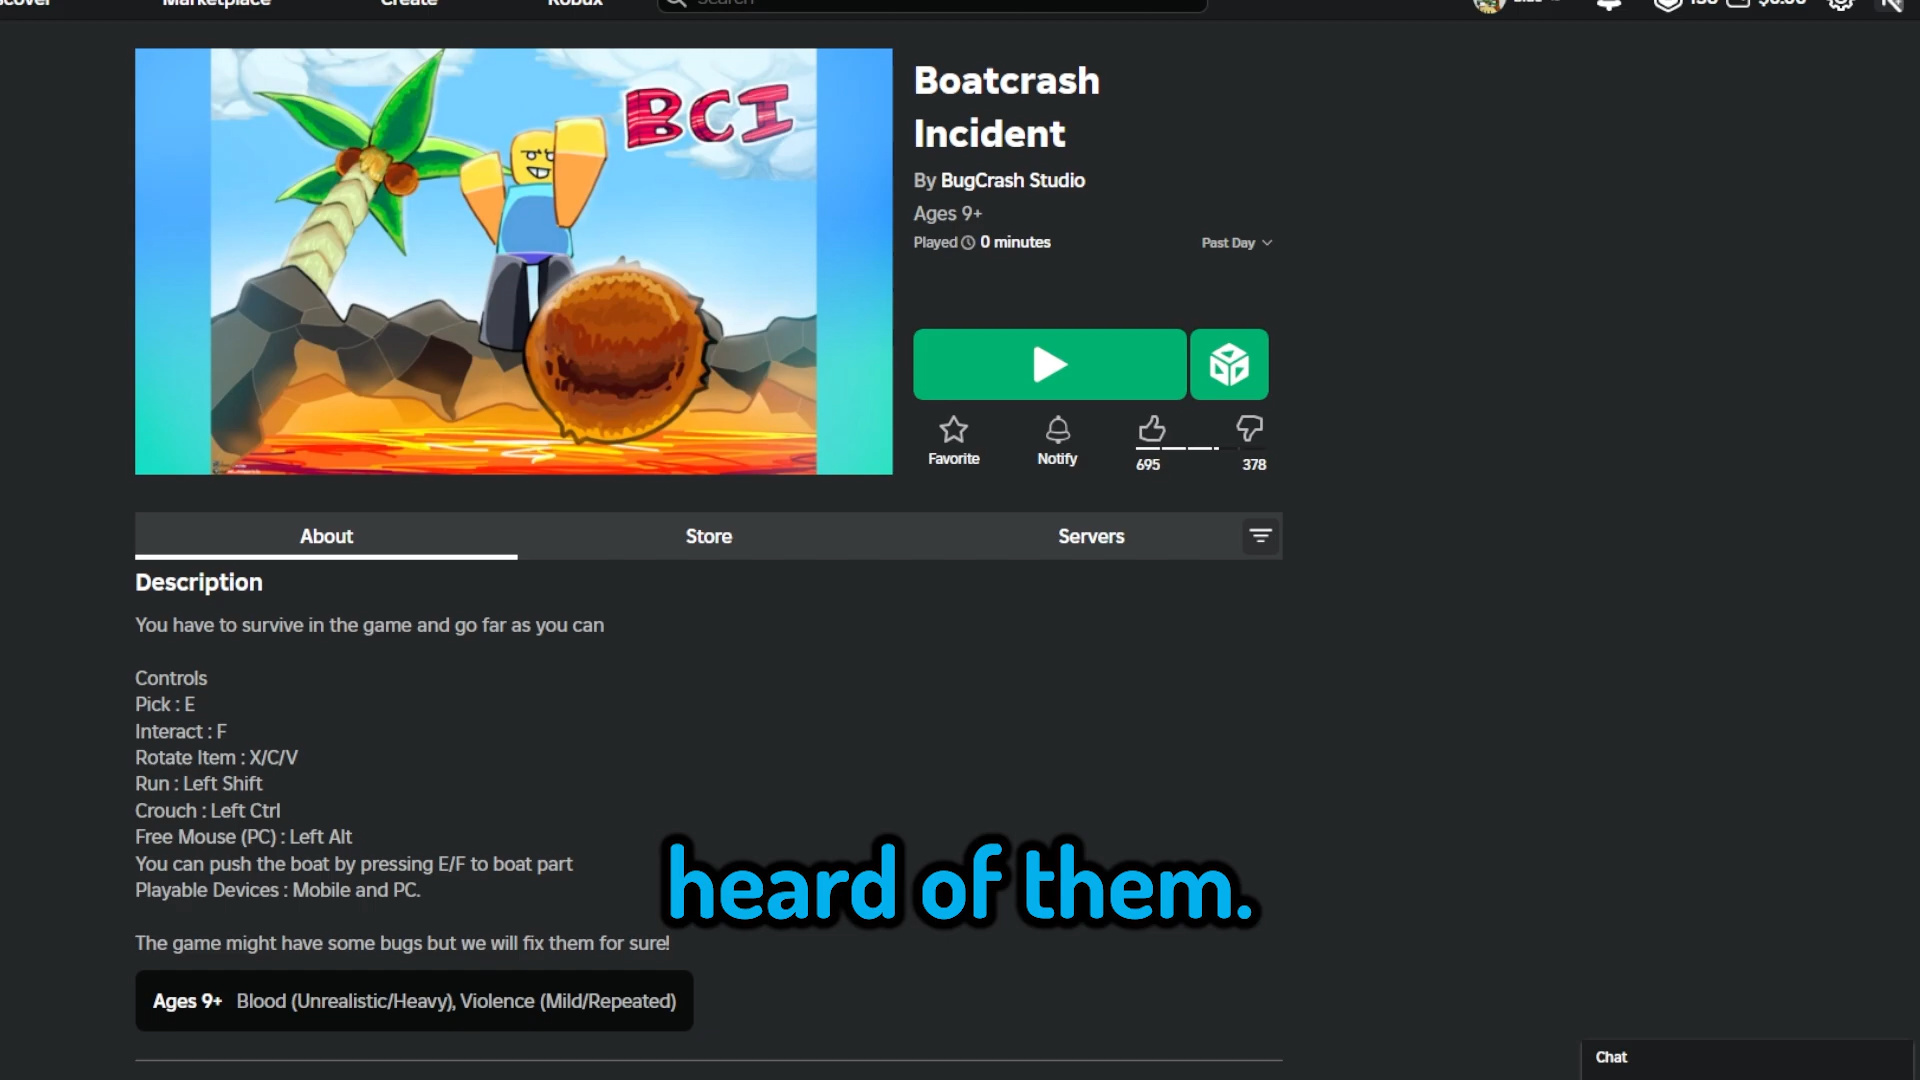 Marketplace
Create
Robux
Search
BCI
Boatcrash
Incident
By BugCrash Studio
Ages 9+
Played 0 minutes
Past Day
Favorite
Notify
695
378
About
Store
Servers
Description
You have to survive in the game and go far as you can
Controls
Pick : E
Interact : F
Rotate Item : X/C/V
Run : Left Shift
Crouch : Left Ctrl
Free Mouse (PC) : Left Alt
You can push the boat by pressing E/F to boat part
Playable Devices : Mobile and PC.
heard of them.
The game might have some bugs but we will fix them for sure!
Ages 9+ Blood (Unrealistic/Heavy), Violence (Mild/Repeated)
Chat